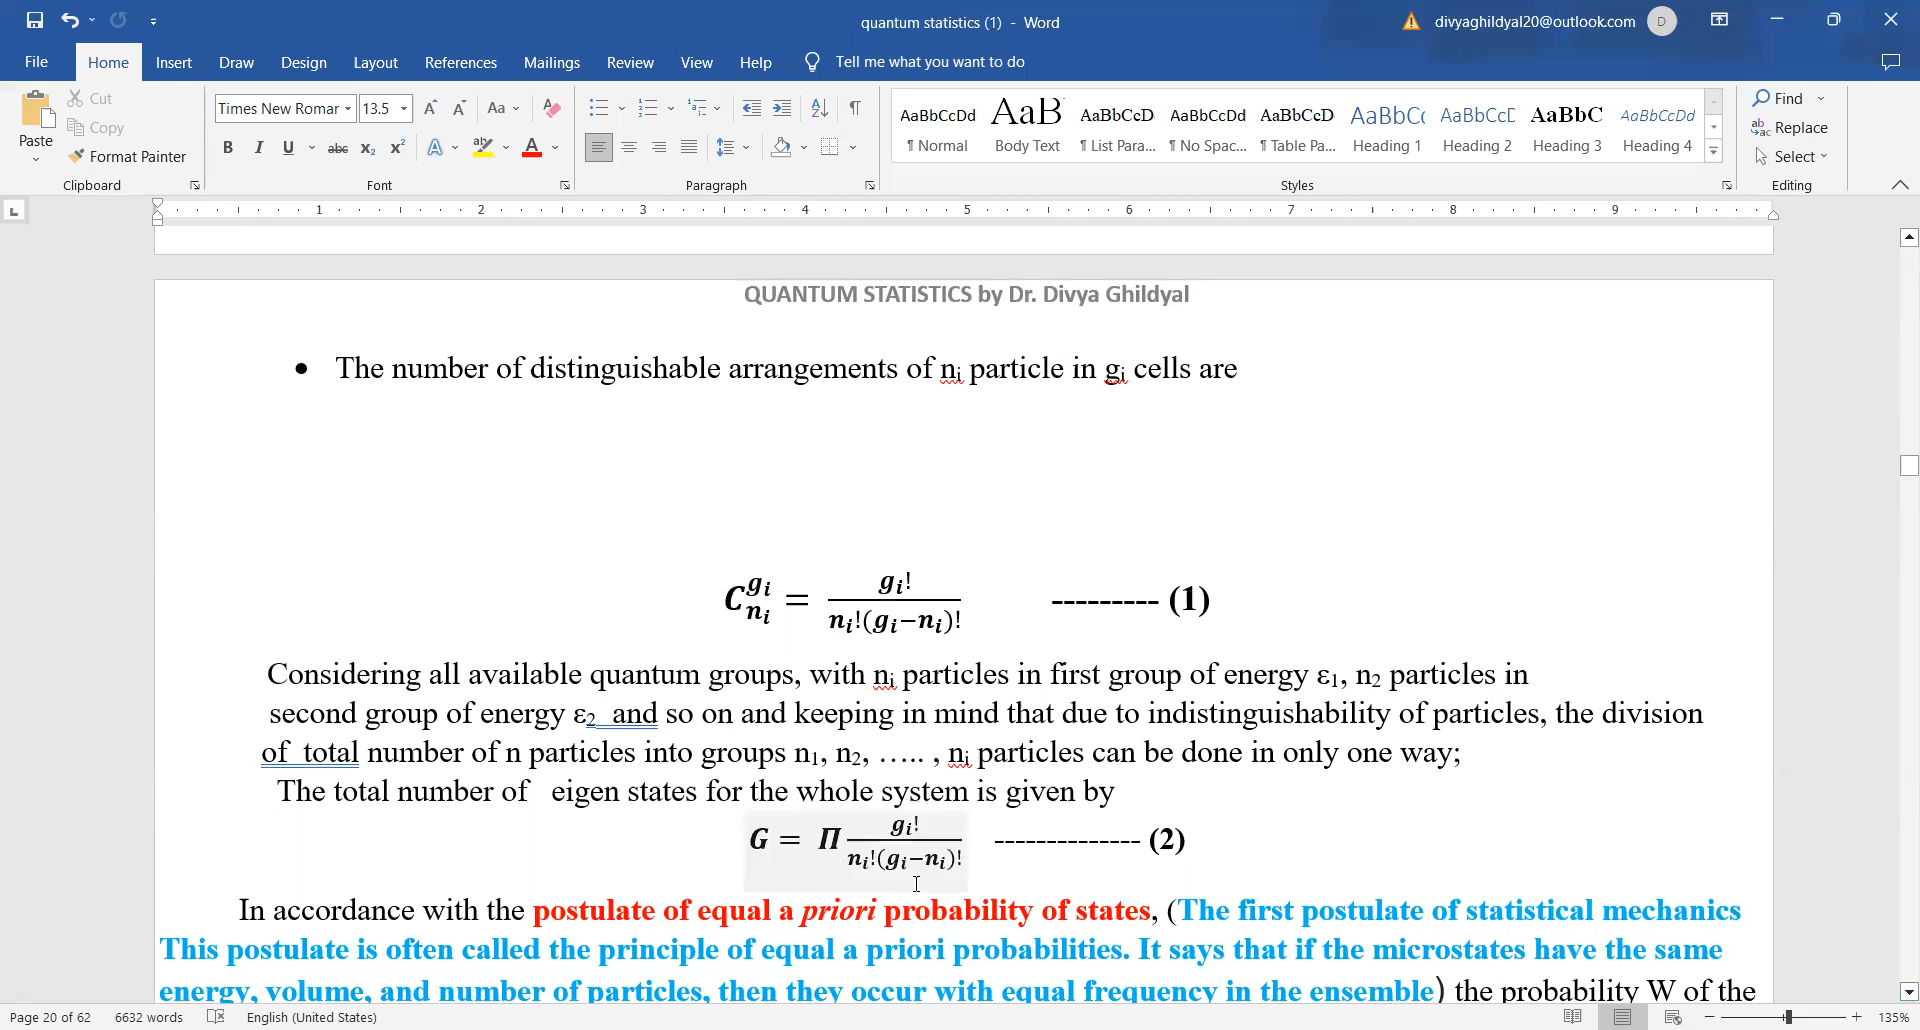 quantum statistics (1) - Word
divyaghildyal20@outlook.com
D
File Home Insert Draw Design Layout References Mailings Review View Help Tell me what you want to do
Paste
Cut
Copy
Format Painter
Clipboard
Times New Romar 13.5
Font
Paragraph
AaBbCcDd AaB AaBbCcD AaBbCcDd AaBbCcD AaBbCc AaBbCcD AaBbC AaBbCcDd
¶ Normal Body Text ¶ List Para... ¶ No Spac... ¶ Table Pa... Heading 1 Heading 2 Heading 3 Heading 4
Styles
Find
Replace
Select
Editing
1 2 3 4 5 6 7 8 9
QUANTUM STATISTICS by Dr. Divya Ghildyal
• The number of distinguishable arrangements of nᵢ particle in gᵢ cells are
C^{gᵢ}_{nᵢ} = gᵢ! / nᵢ!(gᵢ−nᵢ)! --------- (1)
Considering all available quantum groups, with nᵢ particles in first group of energy ε₁, n₂ particles in
second group of energy ε₂ and so on and keeping in mind that due to indistinguishability of particles, the division
of total number of n particles into groups n₁, n₂, ….. , nᵢ particles can be done in only one way;
The total number of eigen states for the whole system is given by
G = Π gᵢ! / nᵢ!(gᵢ−nᵢ)! -------------- (2)
In accordance with the postulate of equal a priori probability of states, (The first postulate of statistical mechanics
This postulate is often called the principle of equal a priori probabilities. It says that if the microstates have the same
energy, volume, and number of particles, then they occur with equal frequency in the ensemble) the probability W of the
Page 20 of 62 6632 words English (United States) 135%